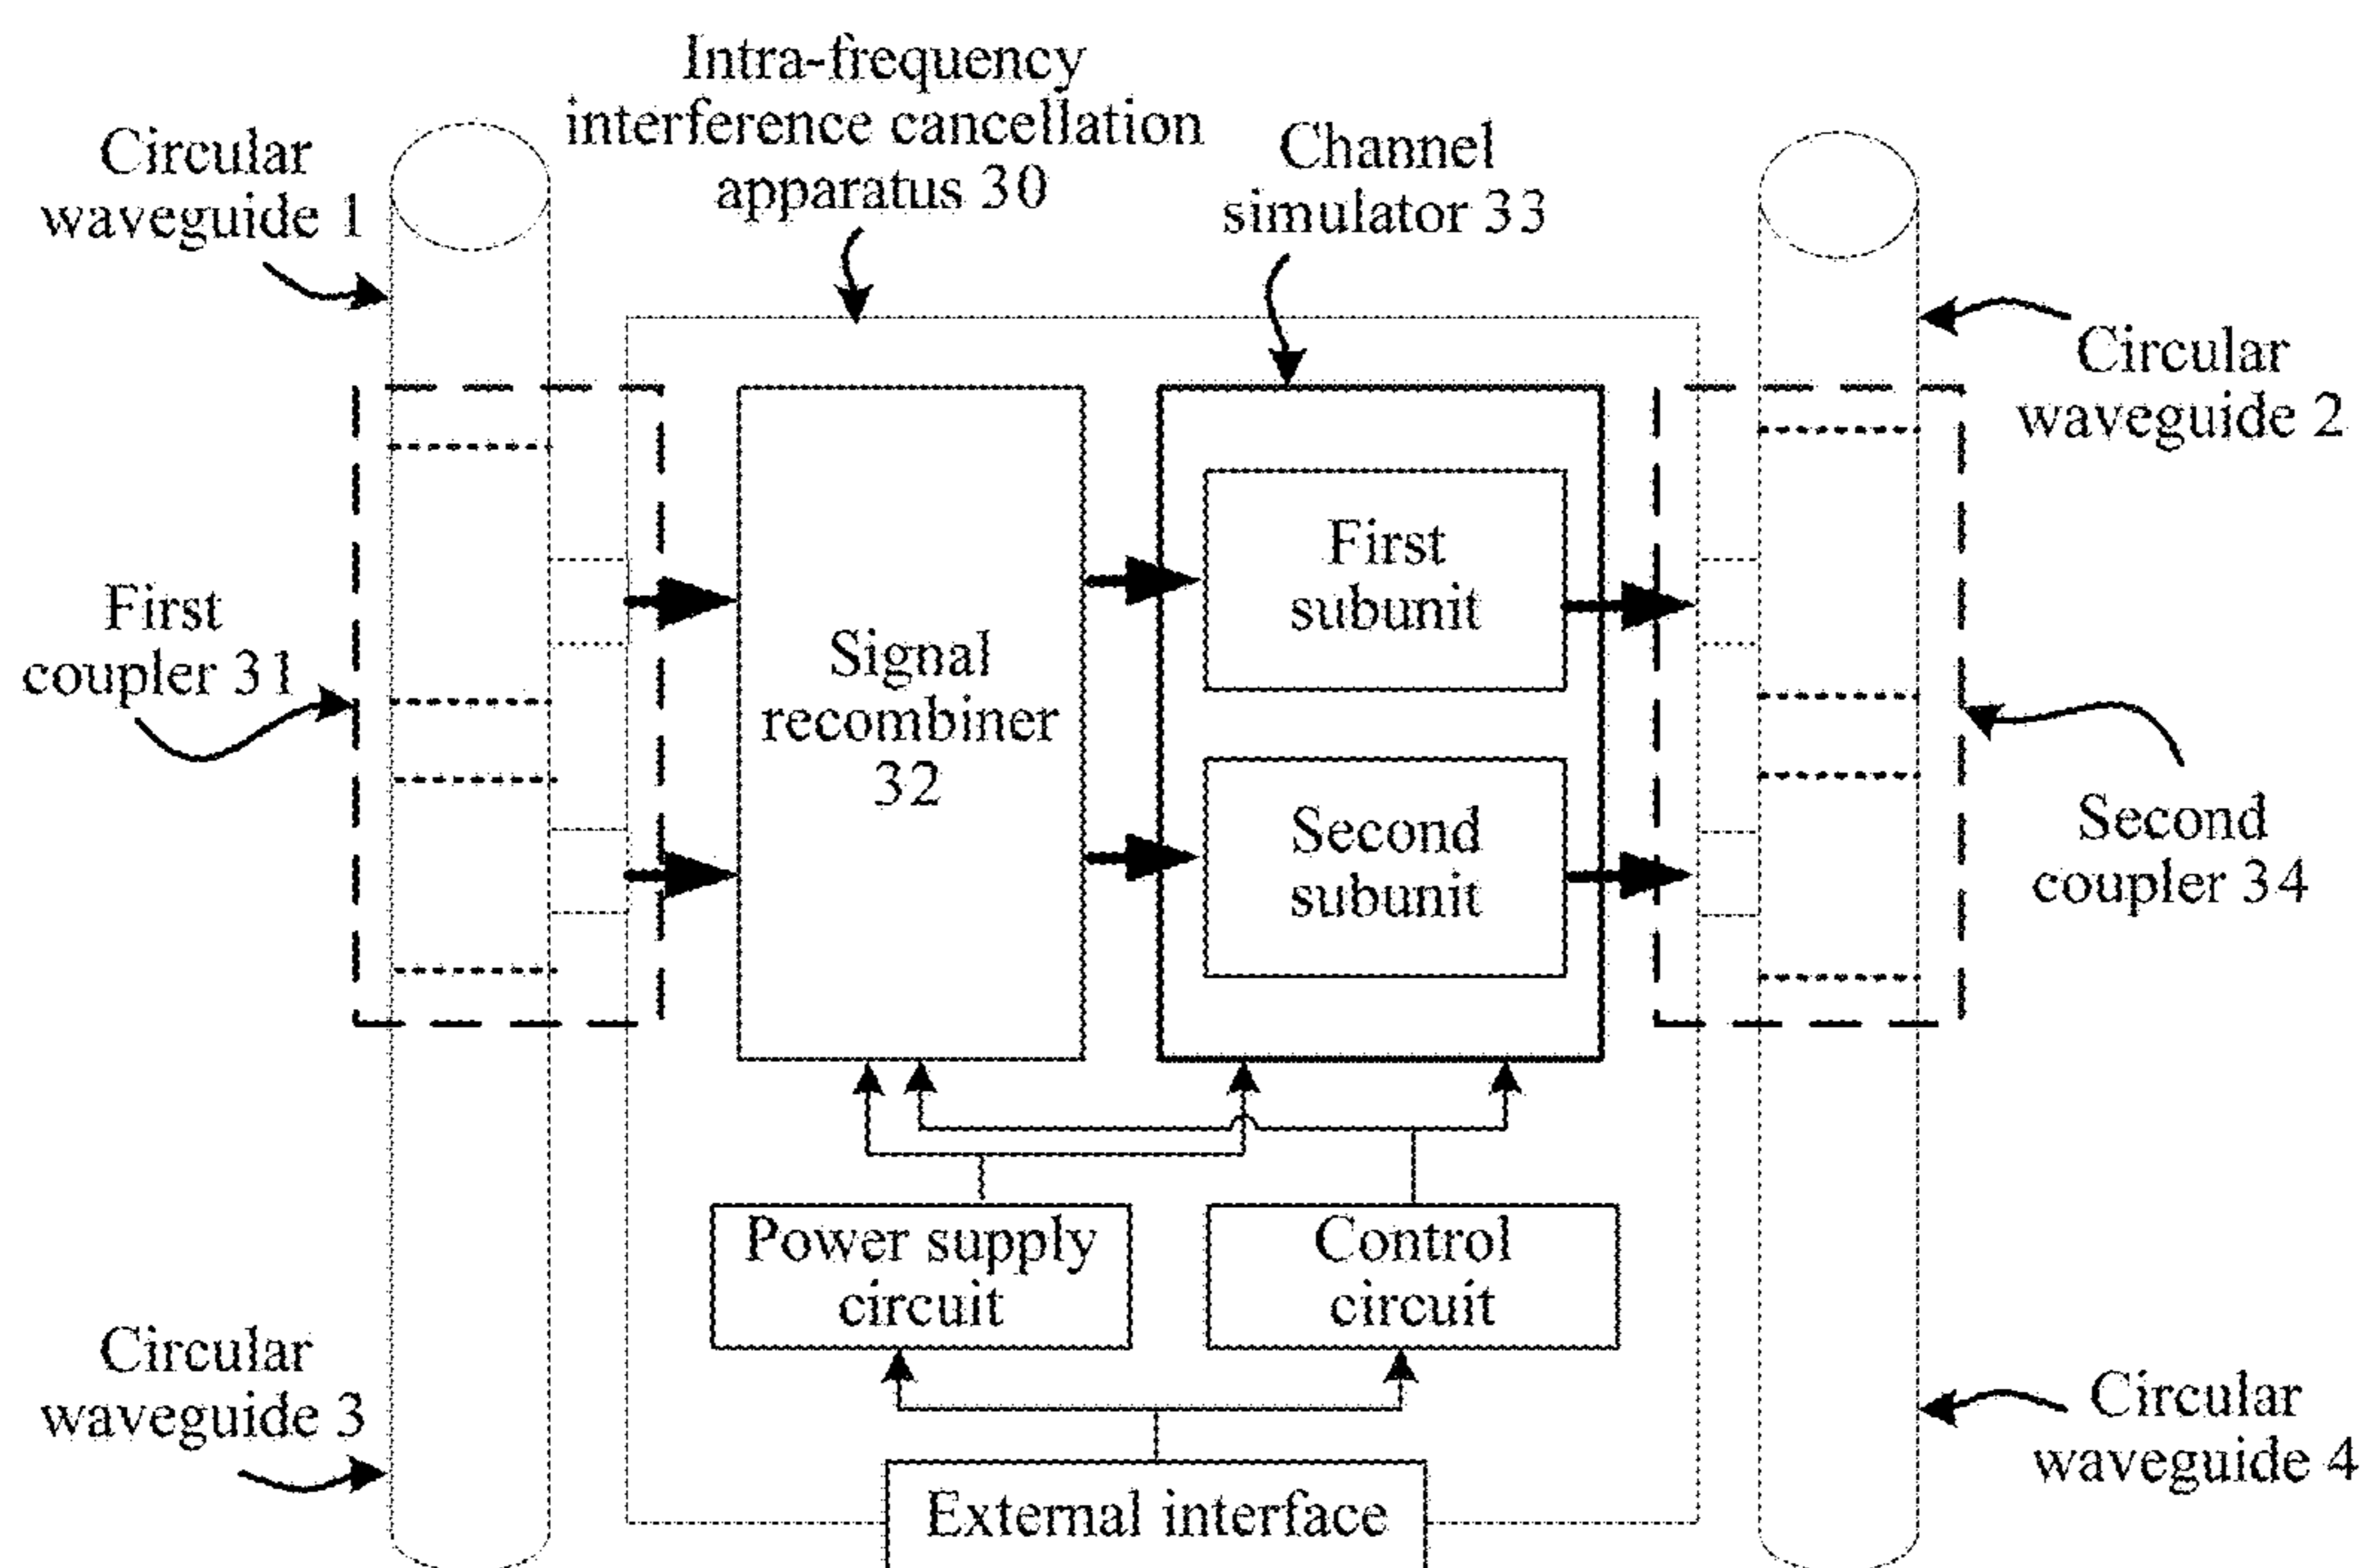 Intra-frequency
interference cancellation
apparatus 30
Circular
waveguide 1
Channel
simulator 33
Circular
waveguide 2
First
coupler 31
Signal
recombiner
32
First
subunit
Second
subunit
Second
coupler 34
Power supply
circuit
Control
circuit
Circular
waveguide 3
Circular
waveguide 4
External interface